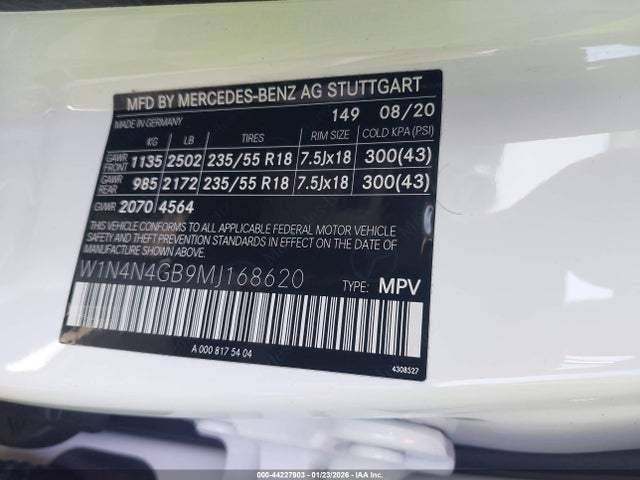 MFD BY MERCEDES-BENZ AG STUTTGART
MADE IN GERMANY 149 08/20
KG LB TIRES RIM SIZE COLD KPA (PSI)
GAWR FRONT 1135 2502 235/55 R18 7.5Jx18 300(43)
GAWR REAR 985 2172 235/55 R18 7.5Jx18 300(43)
GVWR 2070 4564
THIS VEHICLE CONFORMS TO ALL APPLICABLE FEDERAL MOTOR VEHICLE
SAFETY AND THEFT PREVENTION STANDARDS IN EFFECT ON THE DATE OF
MANUFACTURE SHOWN ABOVE.
W1N4N4GB9MJ168620 TYPE: MPV
A 000 817 54 04
4308527
000-44227903 - 01/23/2026 - IAAI.COM